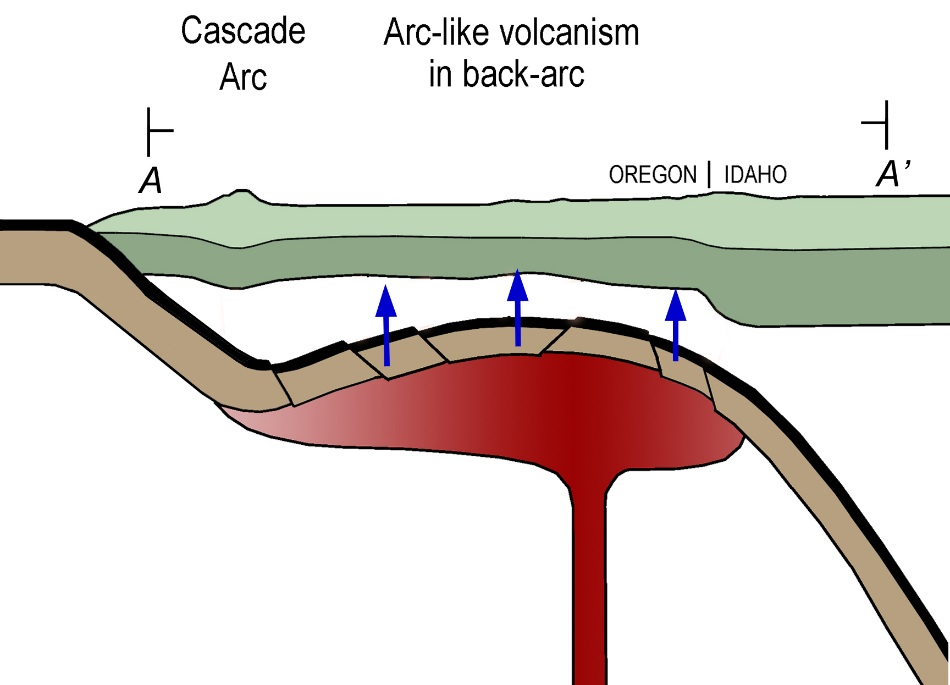 Cascade
Arc
Arc-like volcanism
in back-arc
A
OREGON | IDAHO
A’